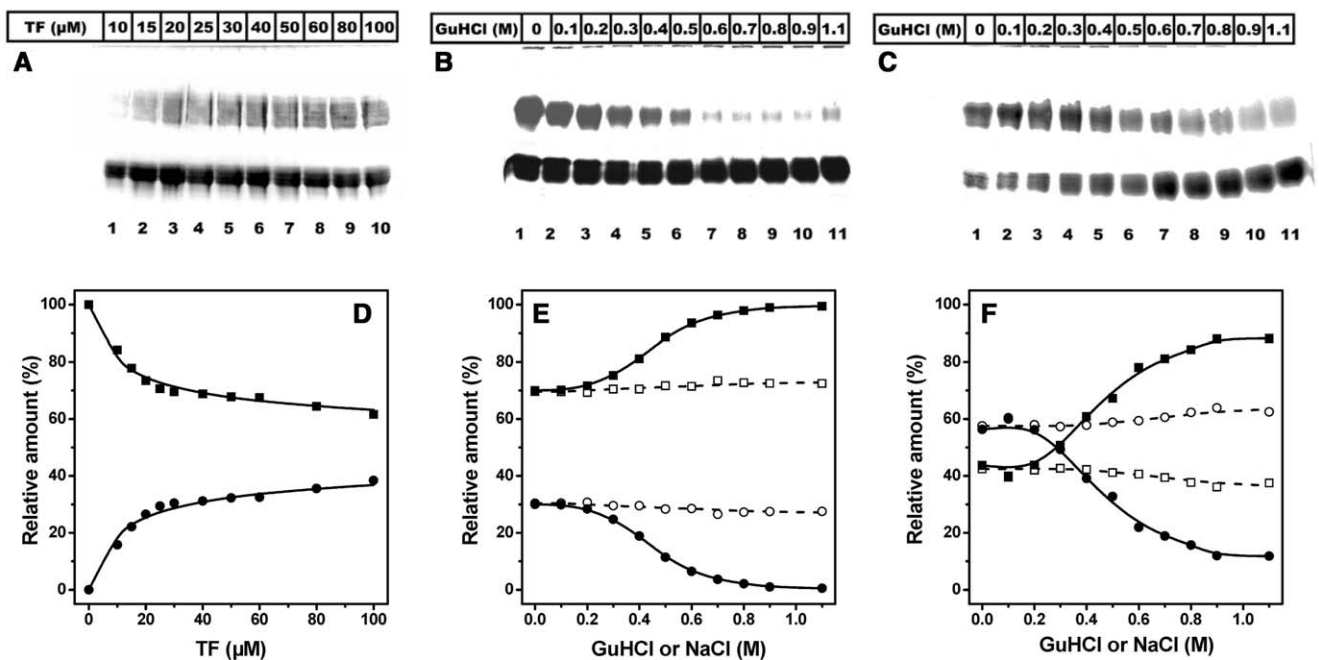 TF (µM) 10 15 20 25 30 40 50 60 80 100
A
1 2 3 4 5 6 7 8 9 10
GuHCl (M) 0 0.1 0.2 0.3 0.4 0.5 0.6 0.7 0.8 0.9 1.1
B
1 2 3 4 5 6 7 8 9 10 11
GuHCl (M) 0 0.1 0.2 0.3 0.4 0.5 0.6 0.7 0.8 0.9 1.1
C
1 2 3 4 5 6 7 8 9 10 11
D
Relative amount (%)
100
80
60
40
20
0
0 20 40 60 80 100
TF (µM)
E
Relative amount (%)
100
80
60
40
20
0
0.0 0.2 0.4 0.6 0.8 1.0
GuHCl or NaCl (M)
F
Relative amount (%)
100
80
60
40
20
0
0.0 0.2 0.4 0.6 0.8 1.0
GuHCl or NaCl (M)